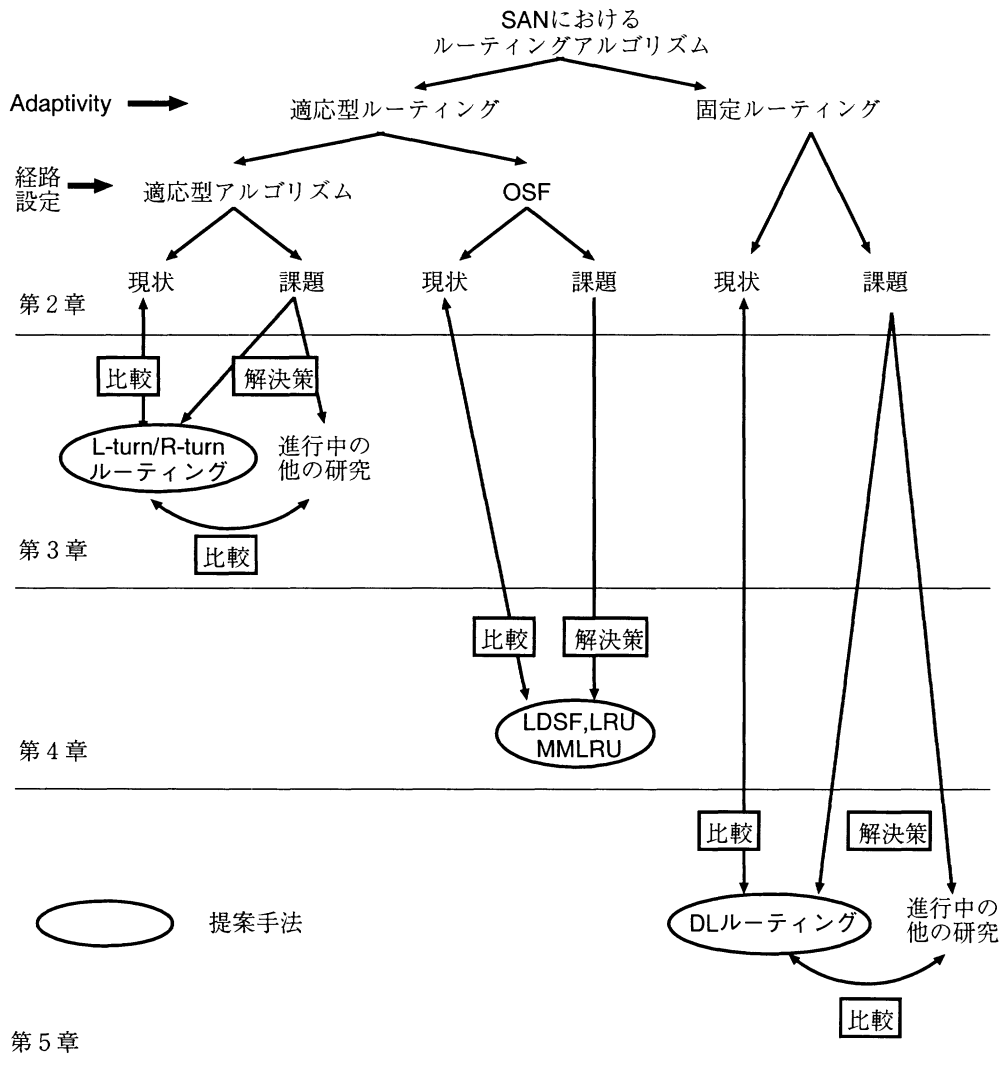 SANにおける
ルーティングアルゴリズム
Adaptivity
適応型ルーティング
固定ルーティング
経路
設定
適応型アルゴリズム
OSF
現状
課題
現状
課題
現状
課題
第２章
比較
解決策
L-turn/R-turn
ルーティング
進行中の
他の研究
比較
第３章
比較
解決策
LDSF,LRU
MMLRU
第４章
比較
解決策
DLルーティング
進行中の
他の研究
提案手法
比較
第５章